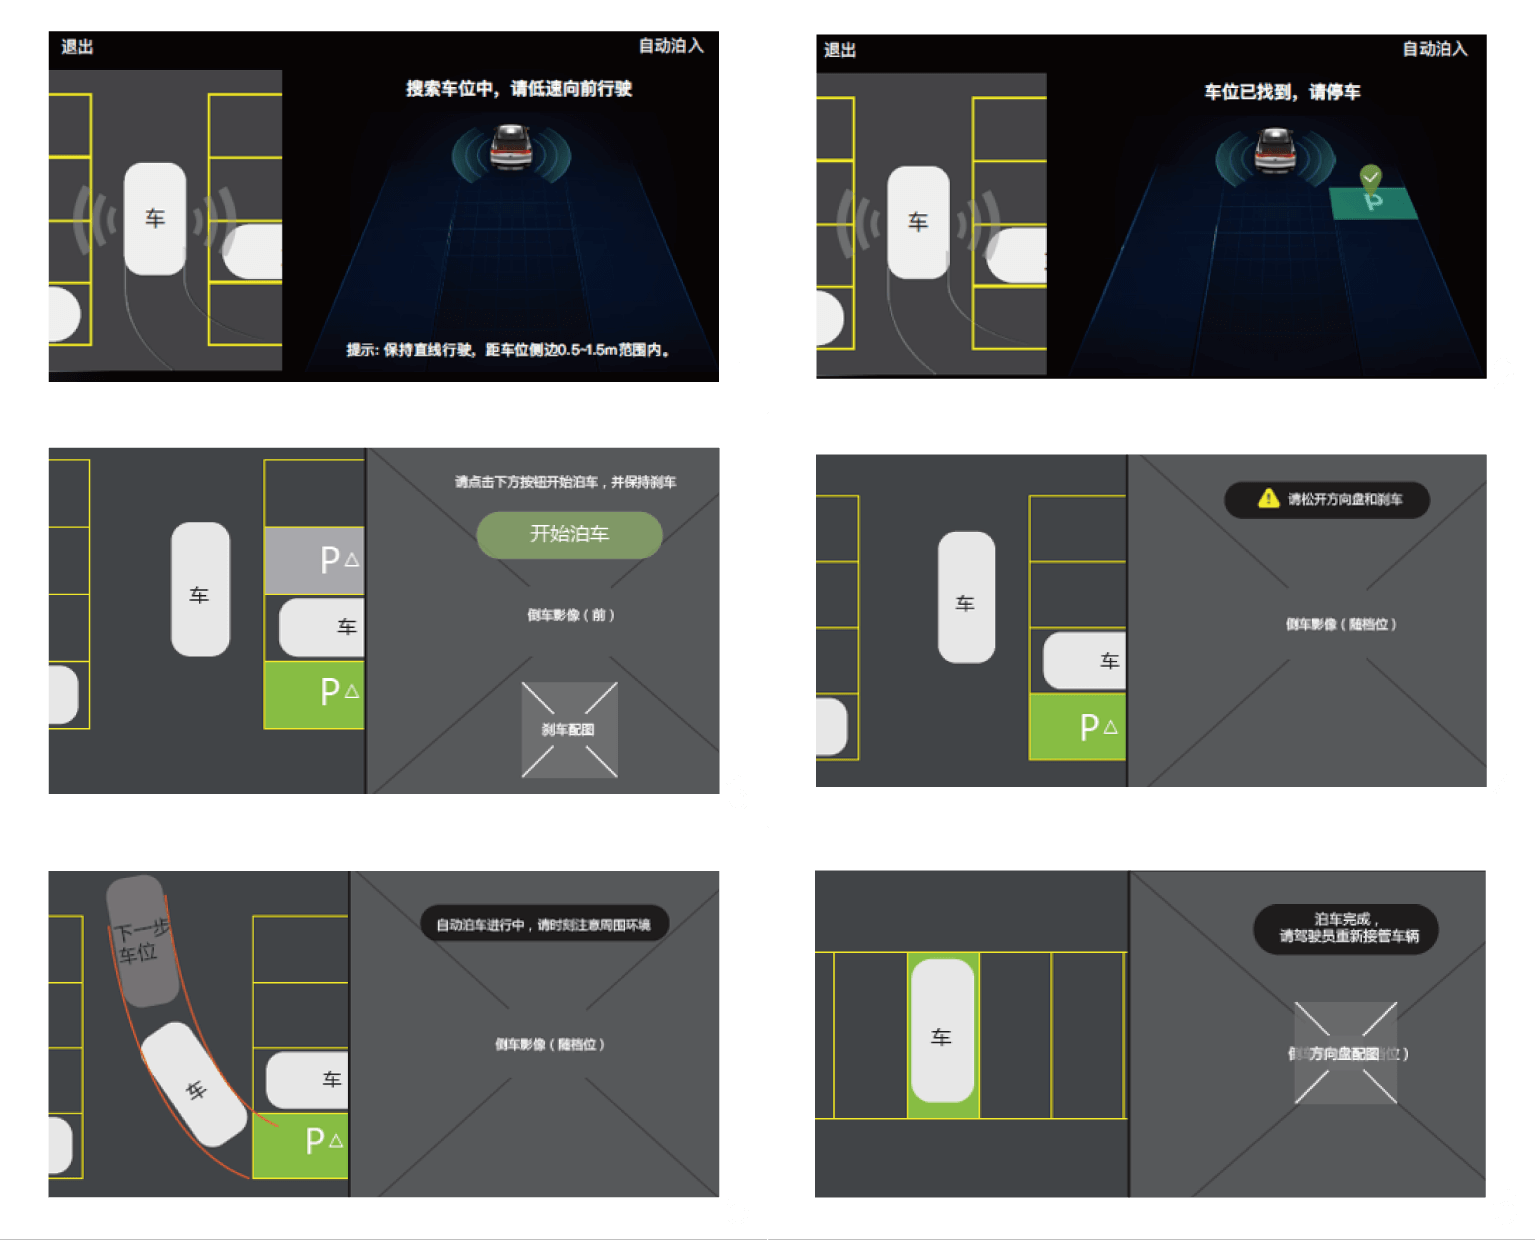 退出
自动泊入
搜索车位中，请低速向前行驶
车
提示: 保持直线行驶，距车位侧边0.5~1.5m范围内。
退出
自动泊入
车位已找到，请停车
车
P
请点击下方按钮开始泊车，并保持刹车
开始泊车
P
车
车
倒车影像（前）
P
刹车配图
请松开方向盘和刹车
车
倒车影像（随档位）
车
P
下一步
车位
自动泊车进行中，请时刻注意周围环境
倒车影像（随档位）
车
车
P
泊车完成，
请驾驶员重新接管车辆
车
方向盘配图